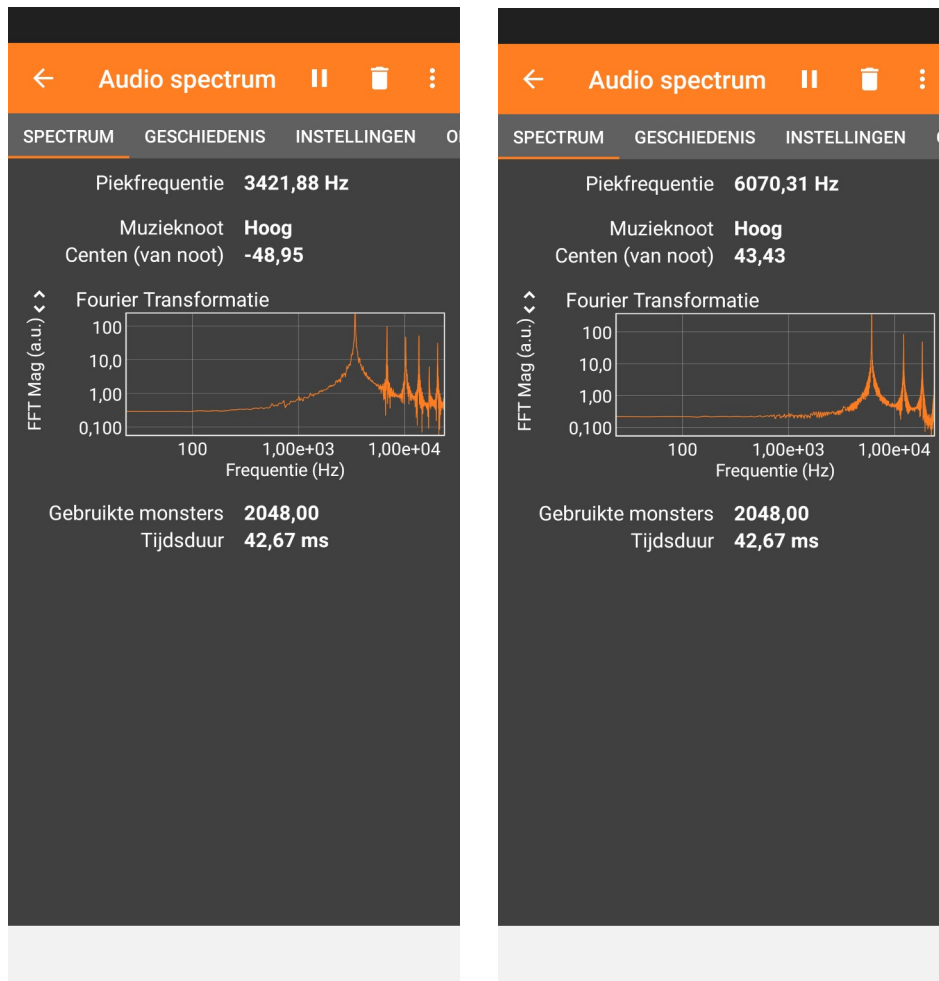 Audio spectrum
SPECTRUM GESCHIEDENIS INSTELLINGEN
Piekfrequentie 3421,88 Hz
Muzieknoot Hoog
Centen (van noot) -48,95
Fourier Transformatie
FFT Mag (a.u.)
100
10,0
1,00
0,100
100 1,00e+03 1,00e+04
Frequentie (Hz)
Gebruikte monsters 2048,00
Tijdsduur 42,67 ms
Audio spectrum
SPECTRUM GESCHIEDENIS INSTELLINGEN
Piekfrequentie 6070,31 Hz
Muzieknoot Hoog
Centen (van noot) 43,43
Fourier Transformatie
FFT Mag (a.u.)
100
10,0
1,00
0,100
100 1,00e+03 1,00e+04
Frequentie (Hz)
Gebruikte monsters 2048,00
Tijdsduur 42,67 ms